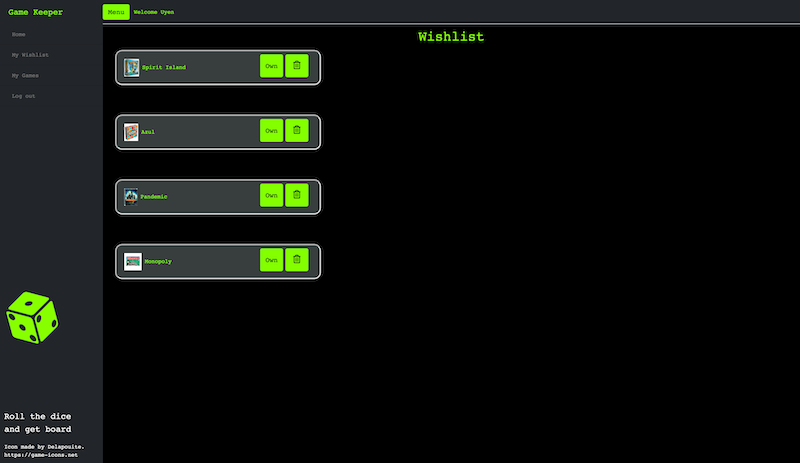 Game Keeper
Menu
Welcome Uyen
Home
My Wishlist
My Games
Log out
Wishlist
Spirit Island
Own
Azul
Own
Pandemic
Own
Monopoly
Own
Roll the dice
and get board
Icon made by Delapouite.
https://game-icons.net